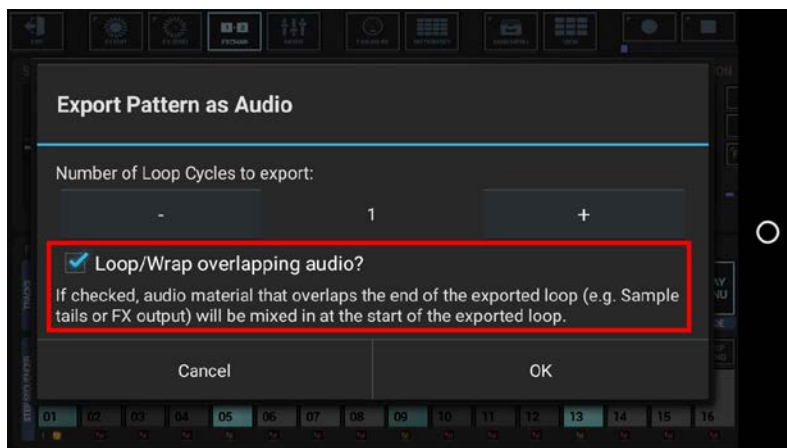 FXCHAIN
Export Pattern as Audio
Number of Loop Cycles to export:
- 1 +
Loop/Wrap overlapping audio?
If checked, audio material that overlaps the end of the exported loop (e.g. Sample
tails or FX output) will be mixed in at the start of the exported loop.
Cancel OK
01 02 03 04 05 06 07 08 09 10 11 12 13 14 15 16